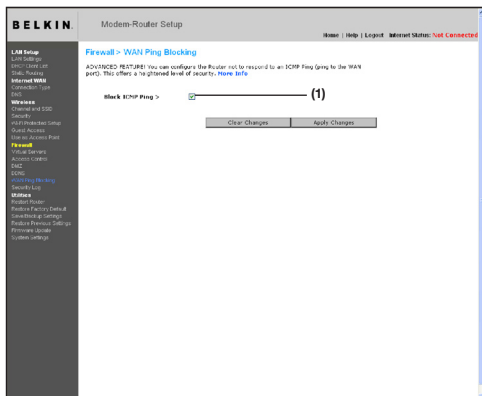 BELKIN.
Modem-Router Setup
Home | Help | Logout Internet Status: Not Connected
LAN Setup
LAN Settings
DHCP Client List
Static Routing
Internet WAN
Connection Type
DNS
Wireless
Channel and SSID
Security
Wi-Fi Protected Setup
Guest Access
Use as Access Point
Firewall
Virtual Servers
Access Control
DMZ
DDNS
WAN Ping Blocking
Security Log
Utilities
Restart Router
Restore Factory Default
Save/Backup Settings
Restore Previous Settings
Firmware Update
System Settings
Firewall > WAN Ping Blocking
ADVANCED FEATURE! You can configure the Router not to respond to an ICMP Ping (ping to the WAN
port). This offers a heightened level of security. More Info
Block ICMP Ping >
(1)
Clear Changes
Apply Changes